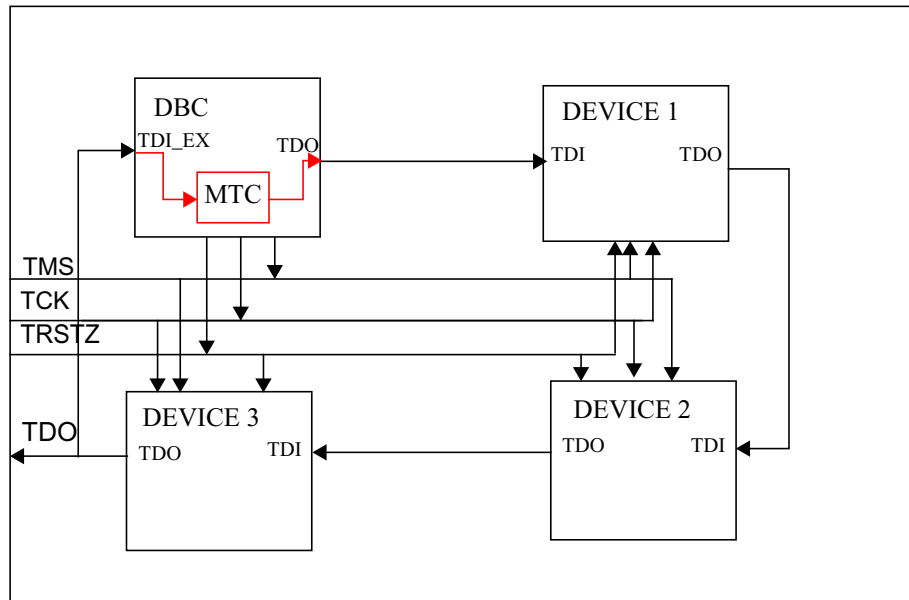 DBC
DEVICE 1
TDI_EX
TDO
TDI
TDO
MTC
TMS
TCK
TRSTZ
DEVICE 3
DEVICE 2
TDO
TDO
TDI
TDO
TDI